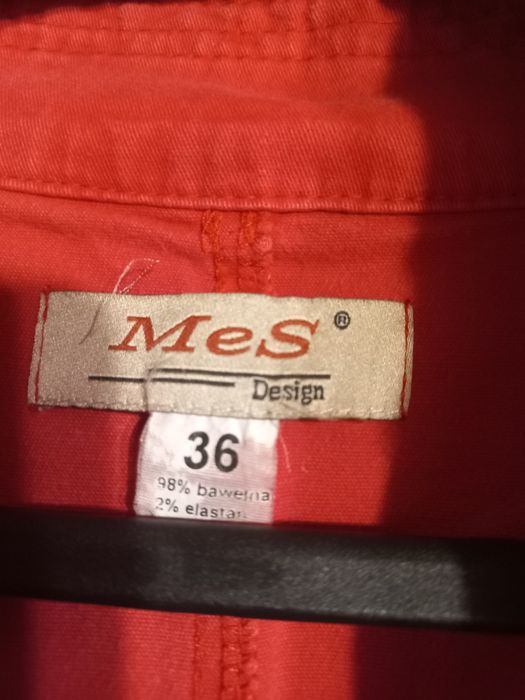 MeS ®
Design
36
98% bawełna
2% elastan